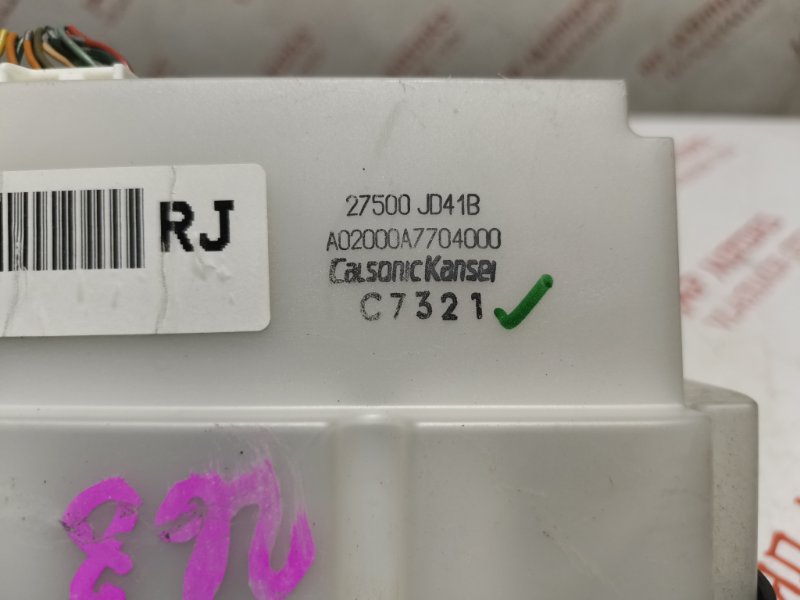 27500 JD41B
A02000A7704000
CalsonicKansei
C7321
RJ